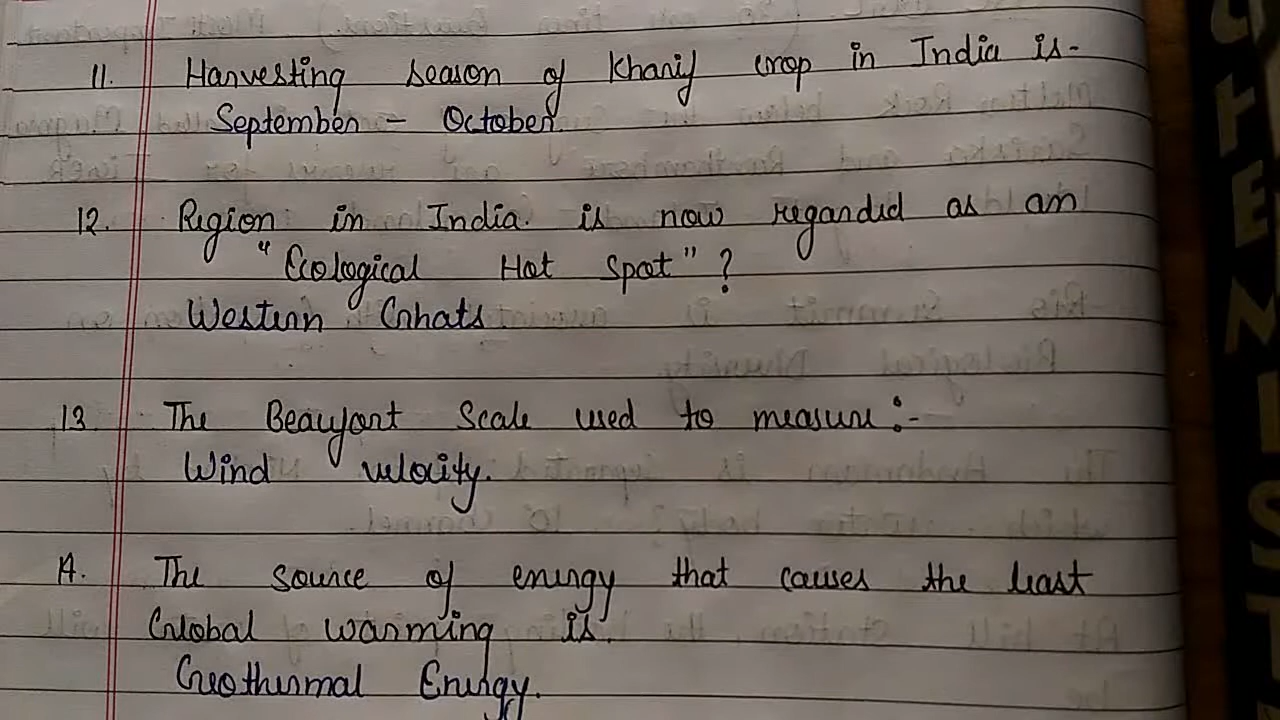 11. Harvesting season of Kharif crop in India is-
September - October.
12. Region in India is now regarded as an
"Ecological Hot Spot" ?
Western Ghats
13 The Beaufort Scale used to measure :-
Wind velocity.
14. The source of energy that causes the least
Global warming is.
Geothermal Energy.